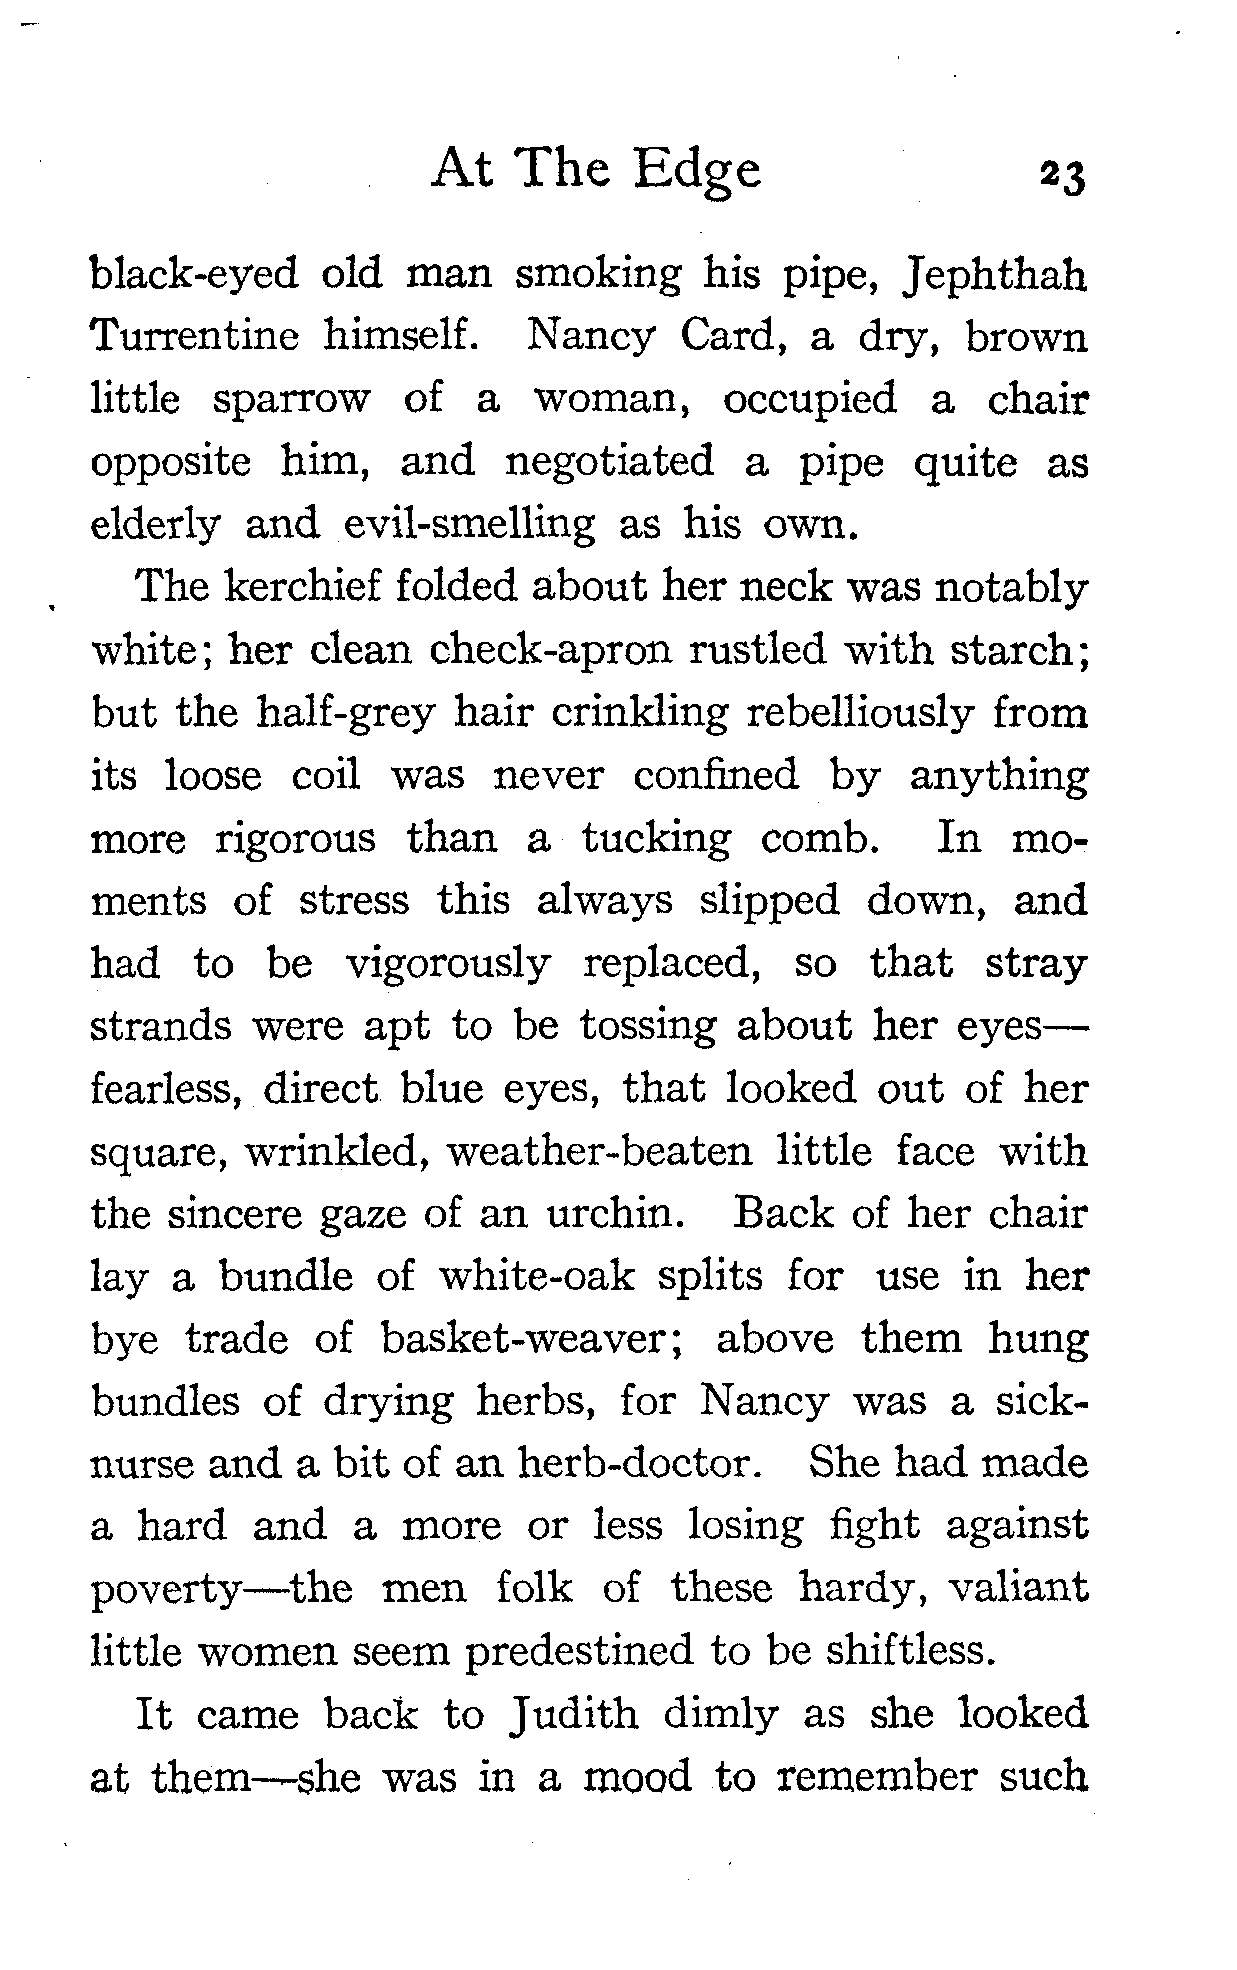 At The Edge 23
black-eyed old man smoking his pipe, Jephthah
Turrentine himself. Nancy Card, a dry, brown
little sparrow of a woman, occupied a chair
opposite him, and negotiated a pipe quite as
elderly and evil-smelling as his own.
The kerchief folded about her neck was notably
white; her clean check-apron rustled with starch;
but the half-grey hair crinkling rebelliously from
its loose coil was never confined by anything
more rigorous than a tucking comb. In mo-
ments of stress this always slipped down, and
had to be vigorously replaced, so that stray
strands were apt to be tossing about her eyes—
fearless, direct blue eyes, that looked out of her
square, wrinkled, weather-beaten little face with
the sincere gaze of an urchin. Back of her chair
lay a bundle of white-oak splits for use in her
bye trade of basket-weaver; above them hung
bundles of drying herbs, for Nancy was a sick-
nurse and a bit of an herb-doctor. She had made
a hard and a more or less losing fight against
poverty—the men folk of these hardy, valiant
little women seem predestined to be shiftless.
It came back to Judith dimly as she looked
at them—she was in a mood to remember such